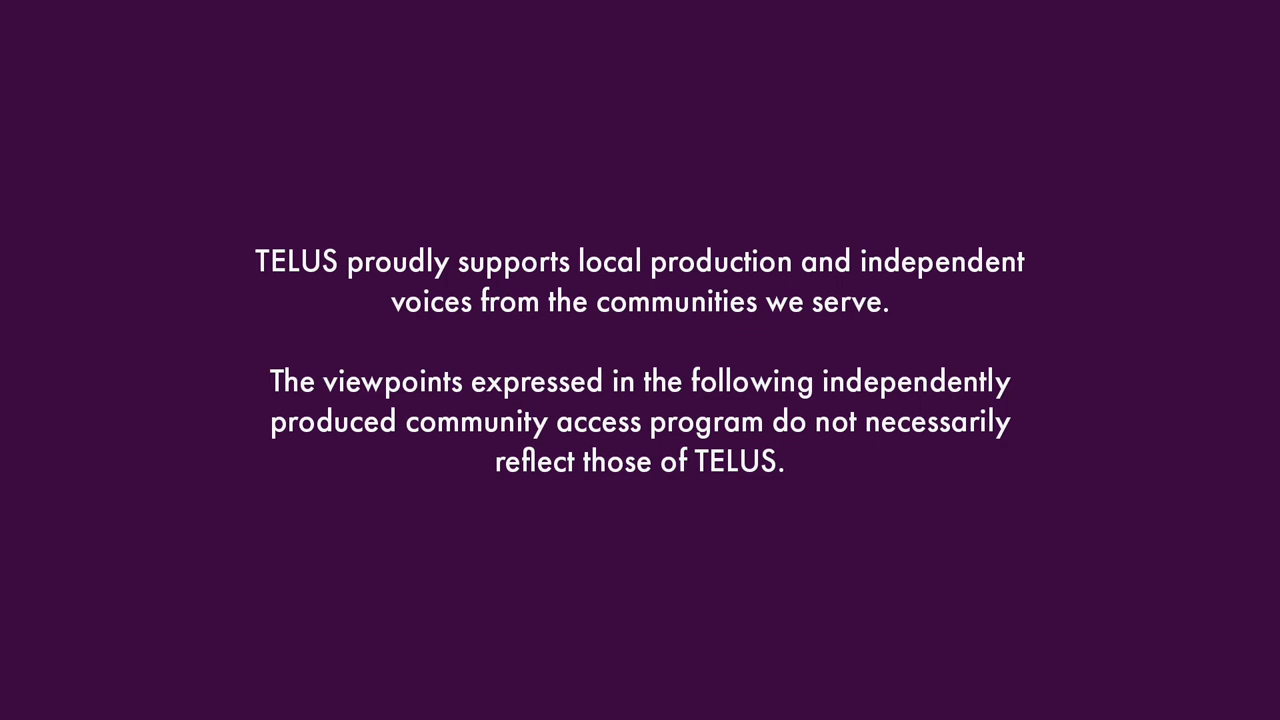 TELUS proudly supports local production and independent
voices from the communities we serve.
The viewpoints expressed in the following independently
produced community access program do not necessarily
reflect those of TELUS.